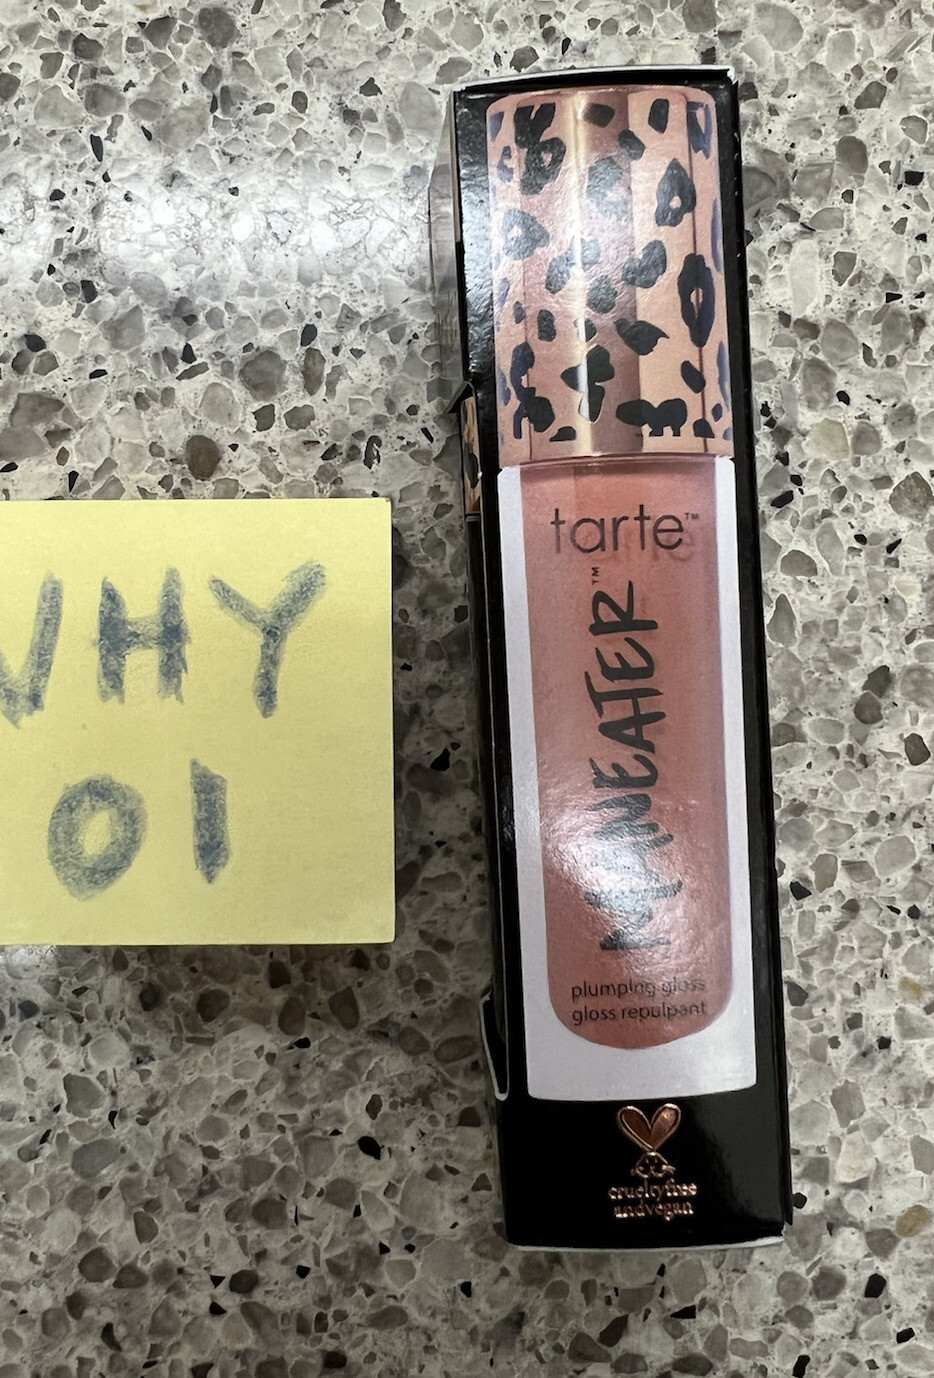 WHY
01
tarte™
MANEATER™
plumping gloss
gloss repulpant
crueltyfree
andvegan